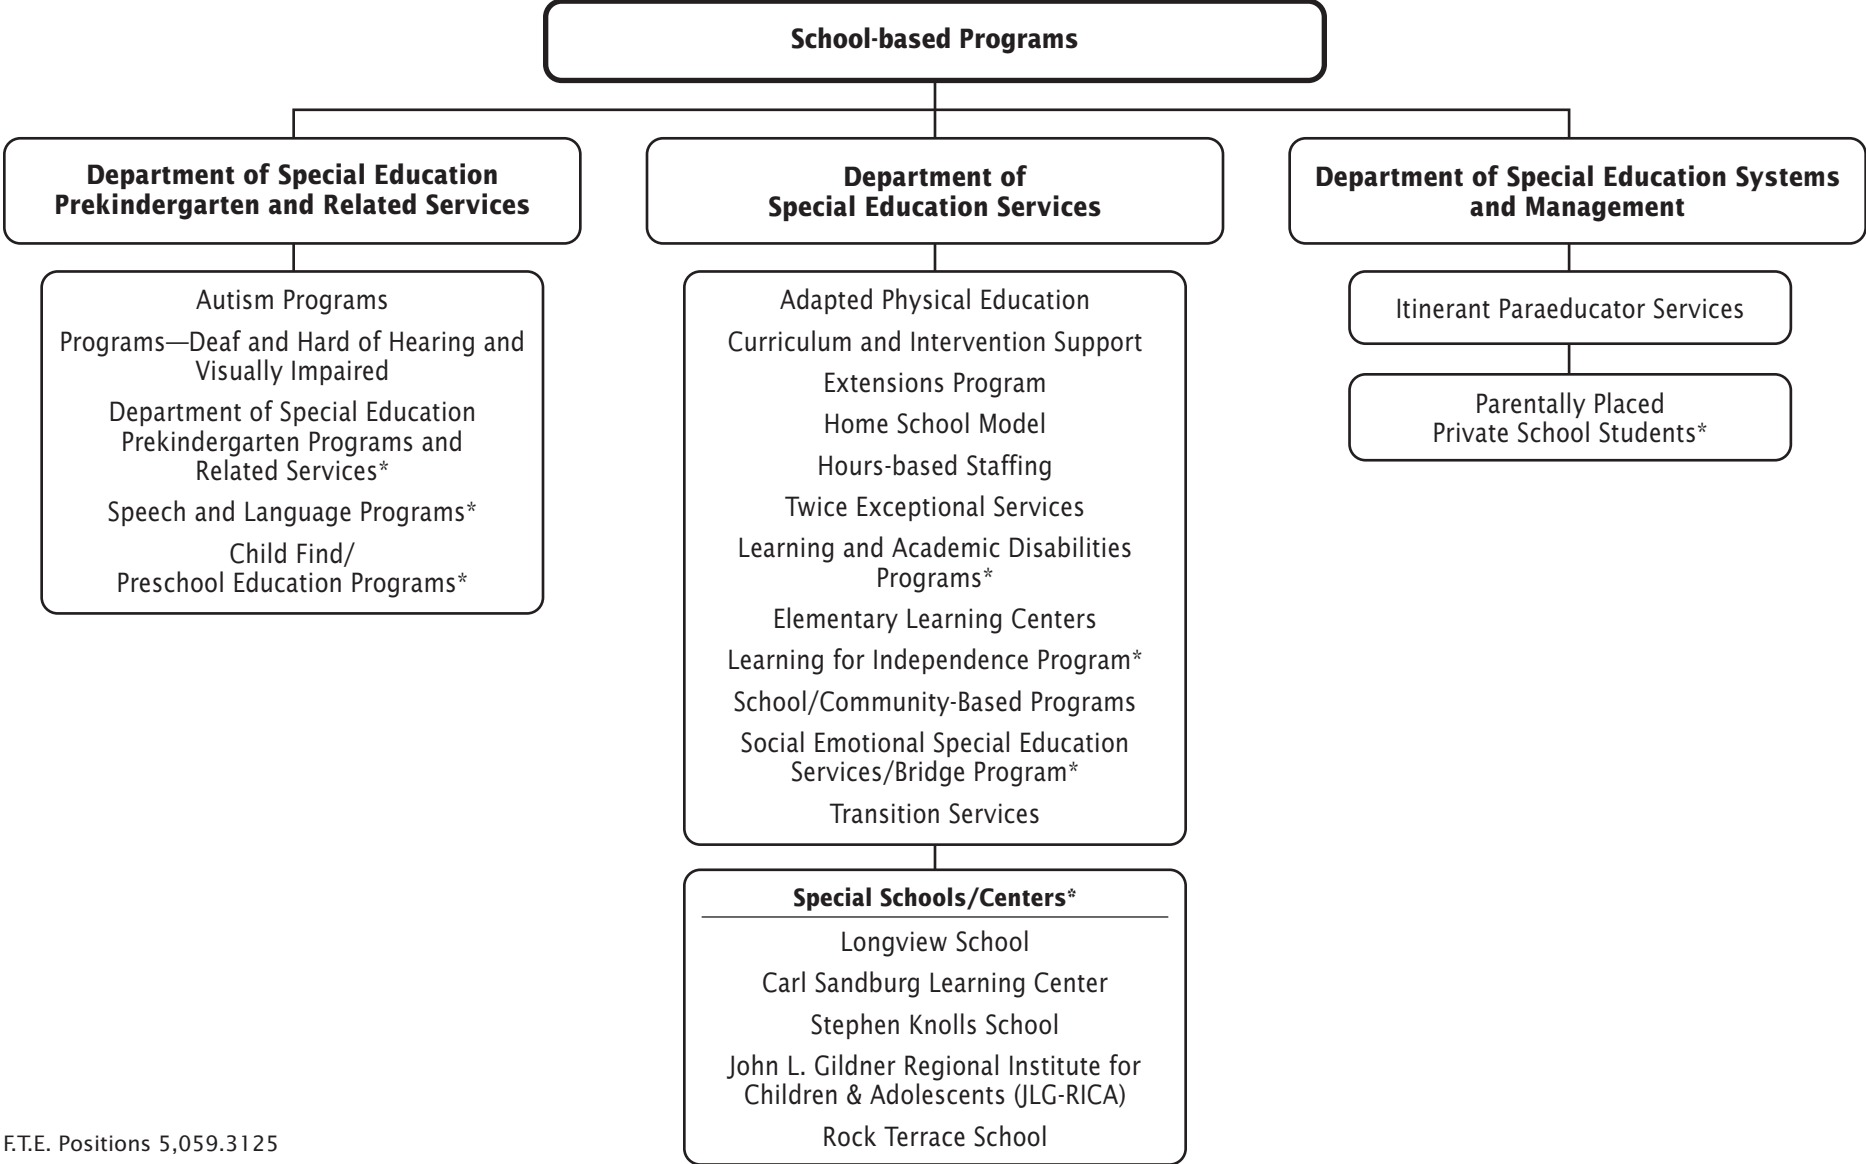 School-based Programs
Department of Special Education
Prekindergarten and Related Services
Autism Programs
Programs—Deaf and Hard of Hearing and
Visually Impaired
Department of Special Education
Prekindergarten Programs and
Related Services*
Speech and Language Programs*
Child Find/
Preschool Education Programs*
Department of
Special Education Services
Adapted Physical Education
Curriculum and Intervention Support
Extensions Program
Home School Model
Hours-based Staffing
Twice Exceptional Services
Learning and Academic Disabilities
Programs*
Elementary Learning Centers
Learning for Independence Program*
School/Community-Based Programs
Social Emotional Special Education
Services/Bridge Program*
Transition Services
Special Schools/Centers*
Longview School
Carl Sandburg Learning Center
Stephen Knolls School
John L. Gildner Regional Institute for
Children & Adolescents (JLG-RICA)
Rock Terrace School
Department of Special Education Systems
and Management
Itinerant Paraeducator Services
Parentally Placed
Private School Students*
F.T.E. Positions 5,059.3125